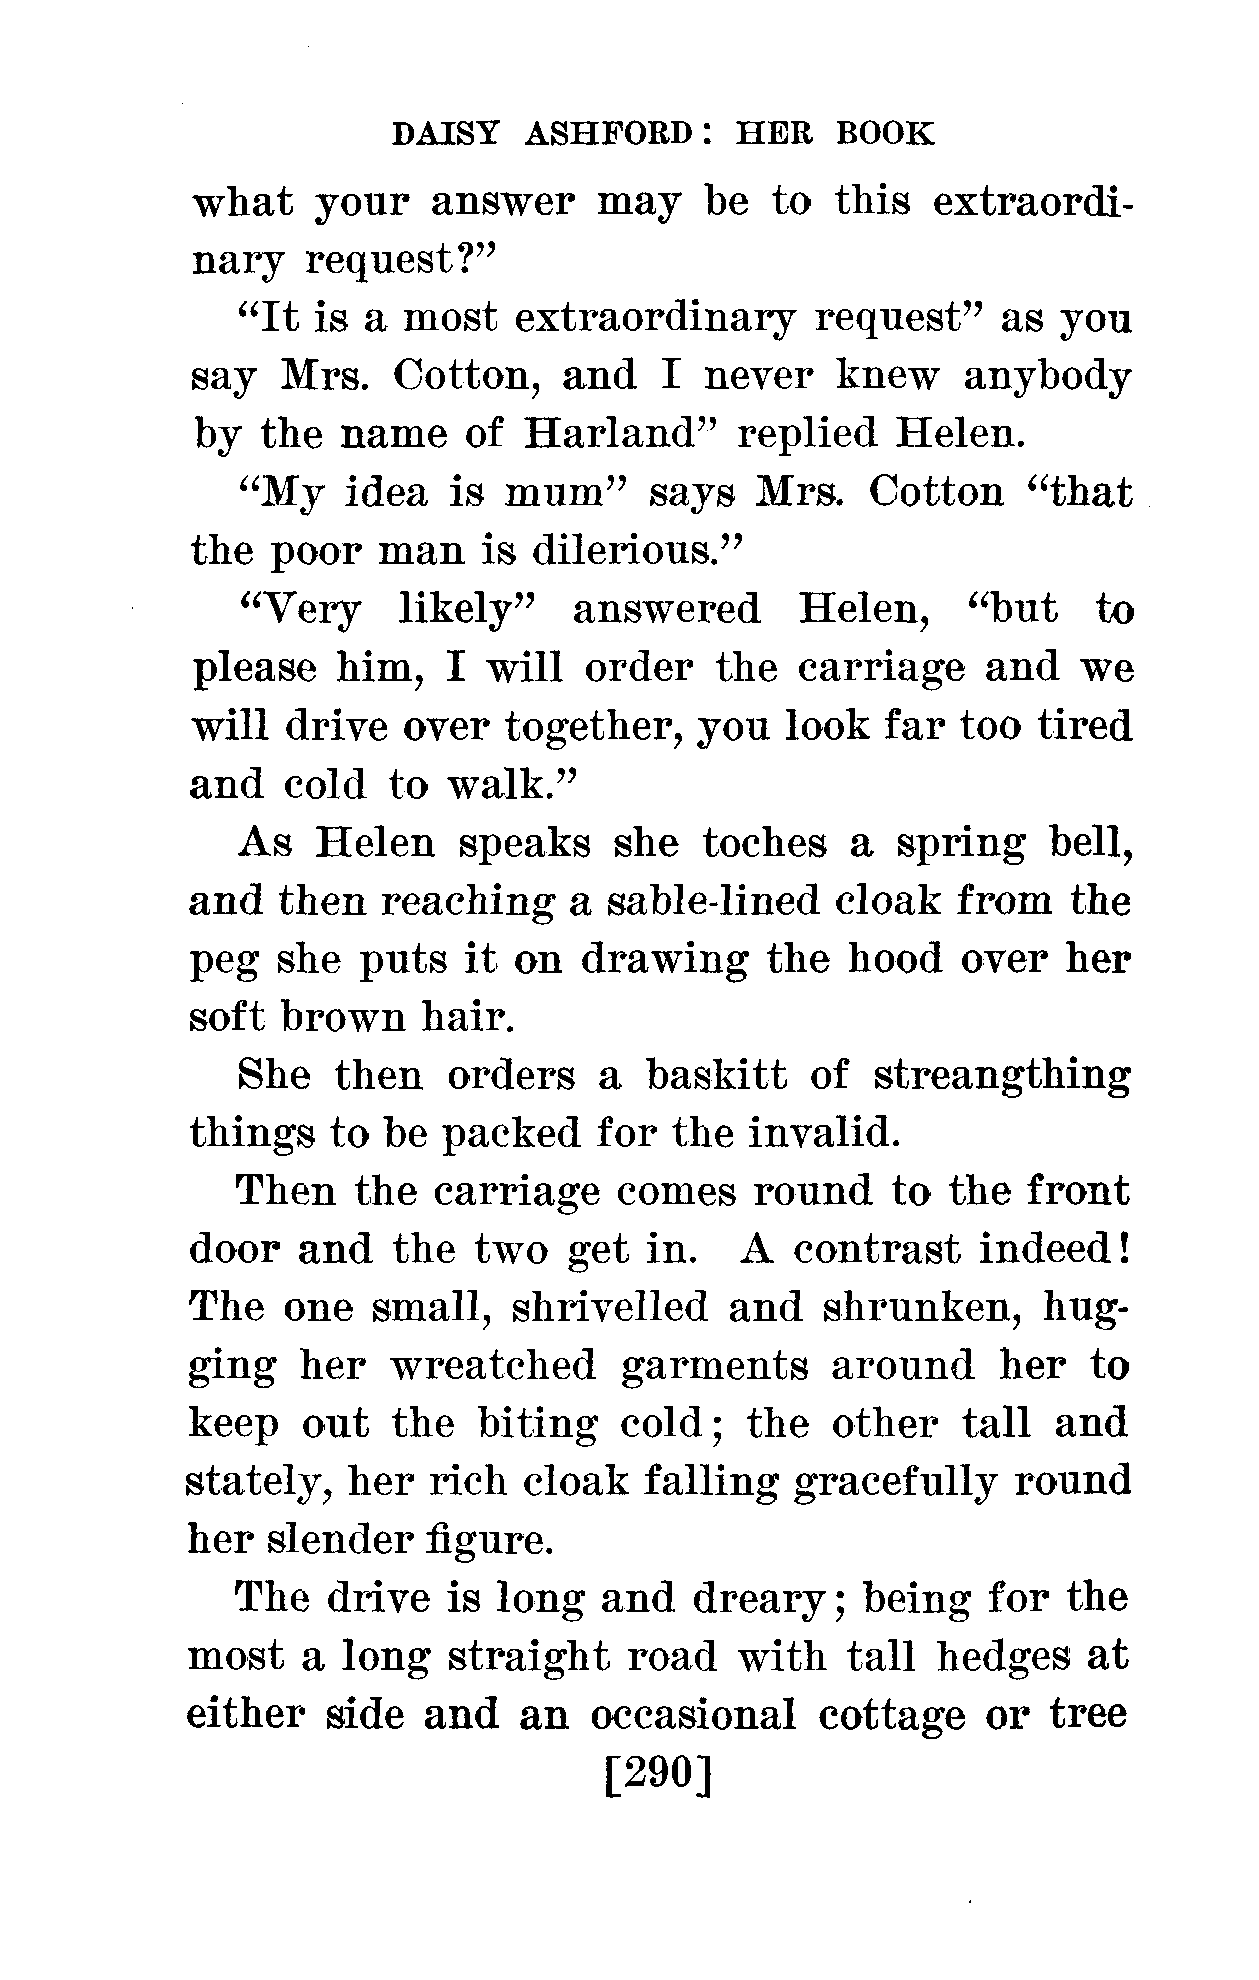 DAISY ASHFORD: HER BOOK
what your answer may be to this extraordi-
nary request?”
“It is a most extraordinary request” as you
say Mrs. Cotton, and I never knew anybody
by the name of Harland” replied Helen.
“My idea is mum” says Mrs. Cotton “that
the poor man is dilerious.”
“Very likely” answered Helen, “but to
please him, I will order the carriage and we
will drive over together, you look far too tired
and cold to walk.”
As Helen speaks she toches a spring bell,
and then reaching a sable-lined cloak from the
peg she puts it on drawing the hood over her
soft brown hair.
She then orders a baskitt of streangthing
things to be packed for the invalid.
Then the carriage comes round to the front
door and the two get in. A contrast indeed!
The one small, shrivelled and shrunken, hug-
ging her wreatched garments around her to
keep out the biting cold; the other tall and
stately, her rich cloak falling gracefully round
her slender figure.
The drive is long and dreary; being for the
most a long straight road with tall hedges at
either side and an occasional cottage or tree
[290]